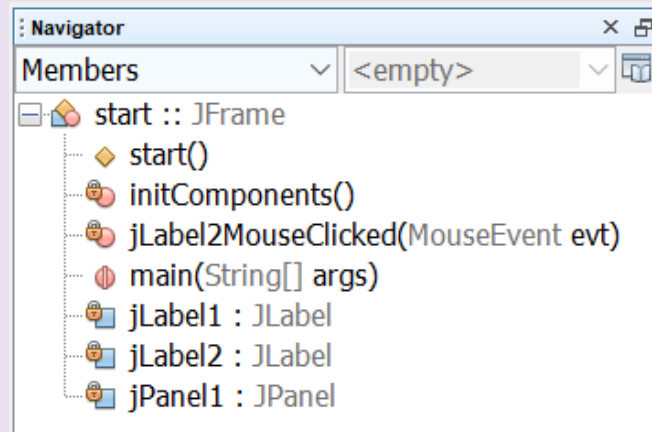 Navigator
Members <empty>
start :: JFrame
start()
initComponents()
jLabel2MouseClicked(MouseEvent evt)
main(String[] args)
jLabel1 : JLabel
jLabel2 : JLabel
jPanel1 : JPanel